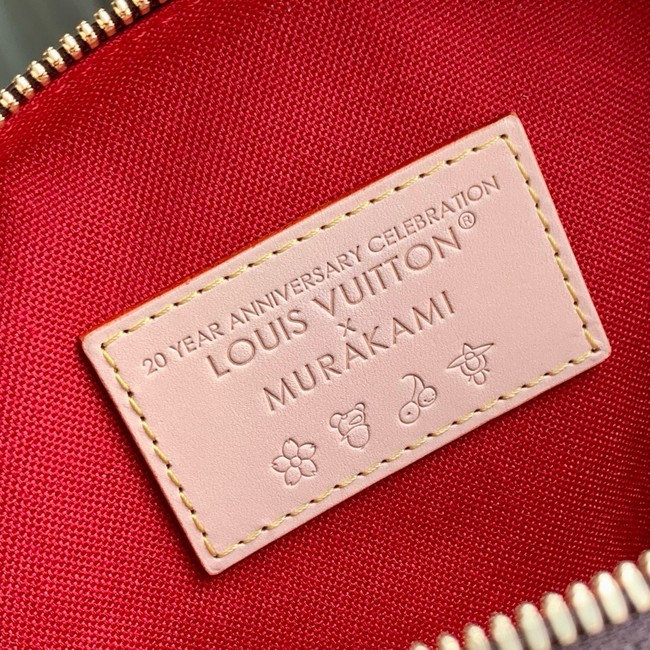 20 YEAR ANNIVERSARY CELEBRATION
LOUIS VUITTON®
×
MURAKAMI